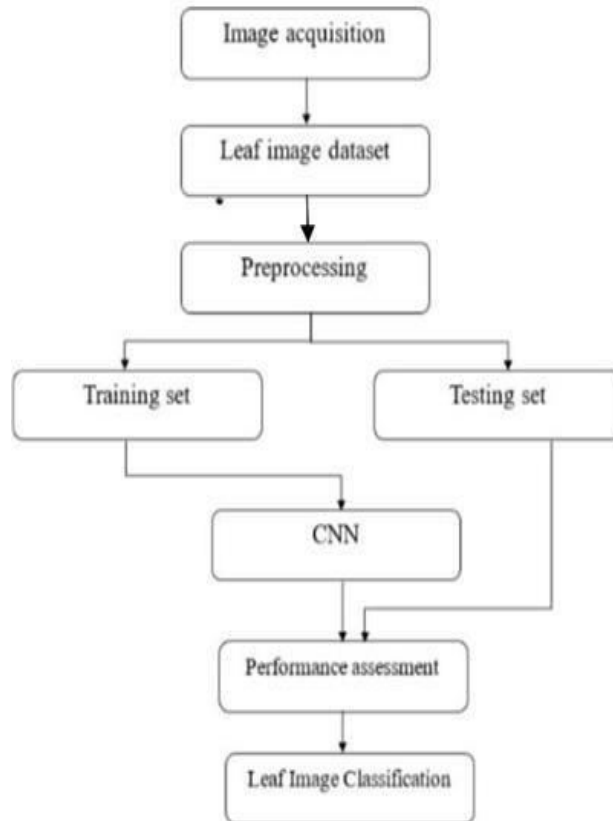 Image acquisition
Leaf image dataset
Preprocessing
Training set
Testing set
CNN
Performance assessment
Leaf Image Classification